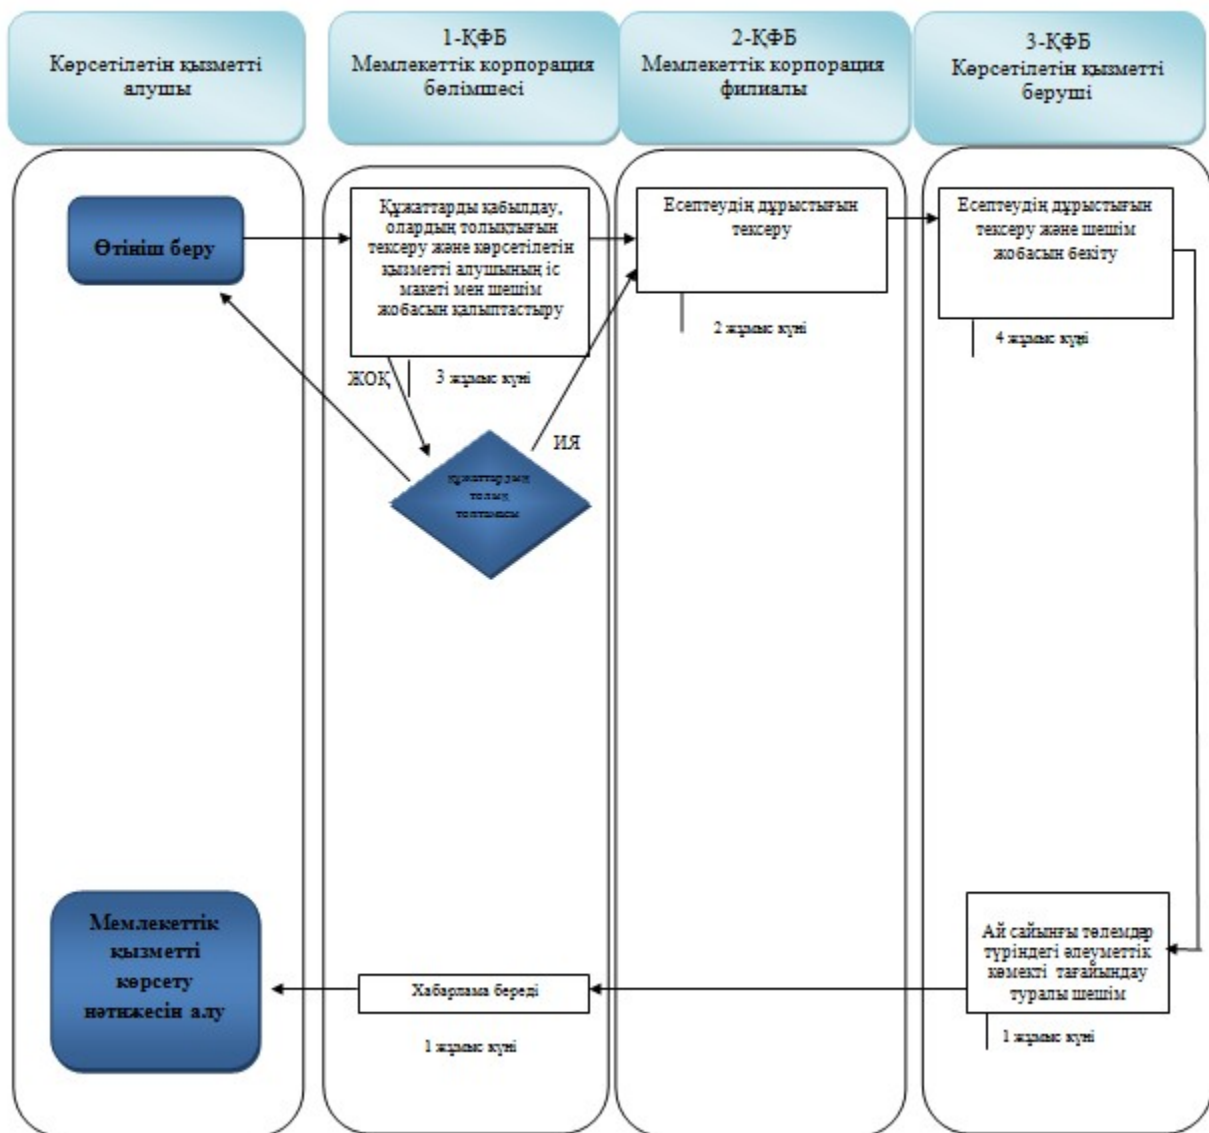 Көрсетілетін қызметті
алушы
1-ҚФБ
Мемлекеттік корпорация
бөлімшесі
2-ҚФБ
Мемлекеттік корпорация
филиалы
3-ҚФБ
Көрсетілетін қызметті
беруші
Өтініш беру
Құжаттарды қабылдау,
олардың толықтығын
тексеру және көрсетілетін
қызметті алушының іс
макеті мен шешім
жобасын қалыптастыру
Есептеудің дұрыстығын
тексеру
Есептеудің дұрыстығын
тексеру және шешім
жобасын бекіту
2 жұмыс күні
4 жұмыс күні
ЖОҚ
3 жұмыс күні
ИЯ
құжаттардың
толық
топтамасы
Мемлекеттік
қызметті
көрсету
нәтижесін алу
Хабарлама береді
1 жұмыс күні
Ай сайынғы төлемдер
түріндегі әлеуметтік
көмекті тағайындау
туралы шешім
1 жұмыс күні